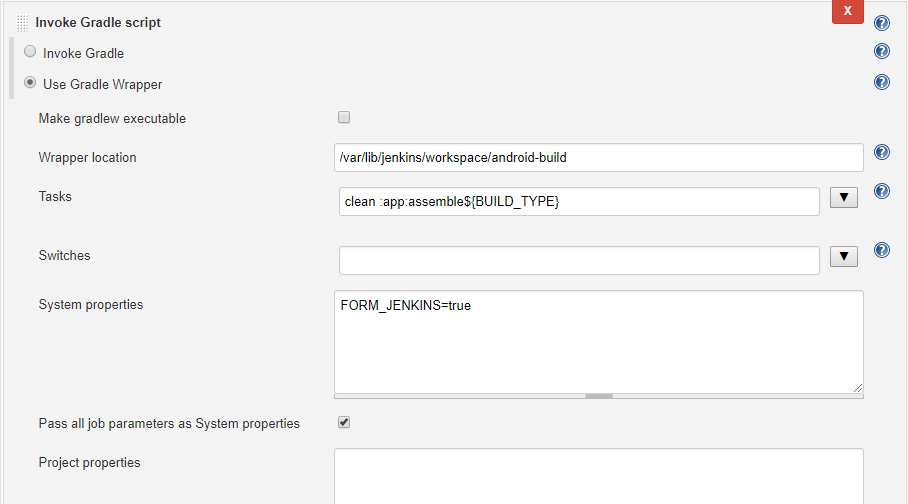 Invoke Gradle script
X
Invoke Gradle
Use Gradle Wrapper
Make gradlew executable
Wrapper location
/var/lib/jenkins/workspace/android-build
Tasks
clean :app:assemble${BUILD_TYPE}
Switches
System properties
FORM_JENKINS=true
Pass all job parameters as System properties
Project properties